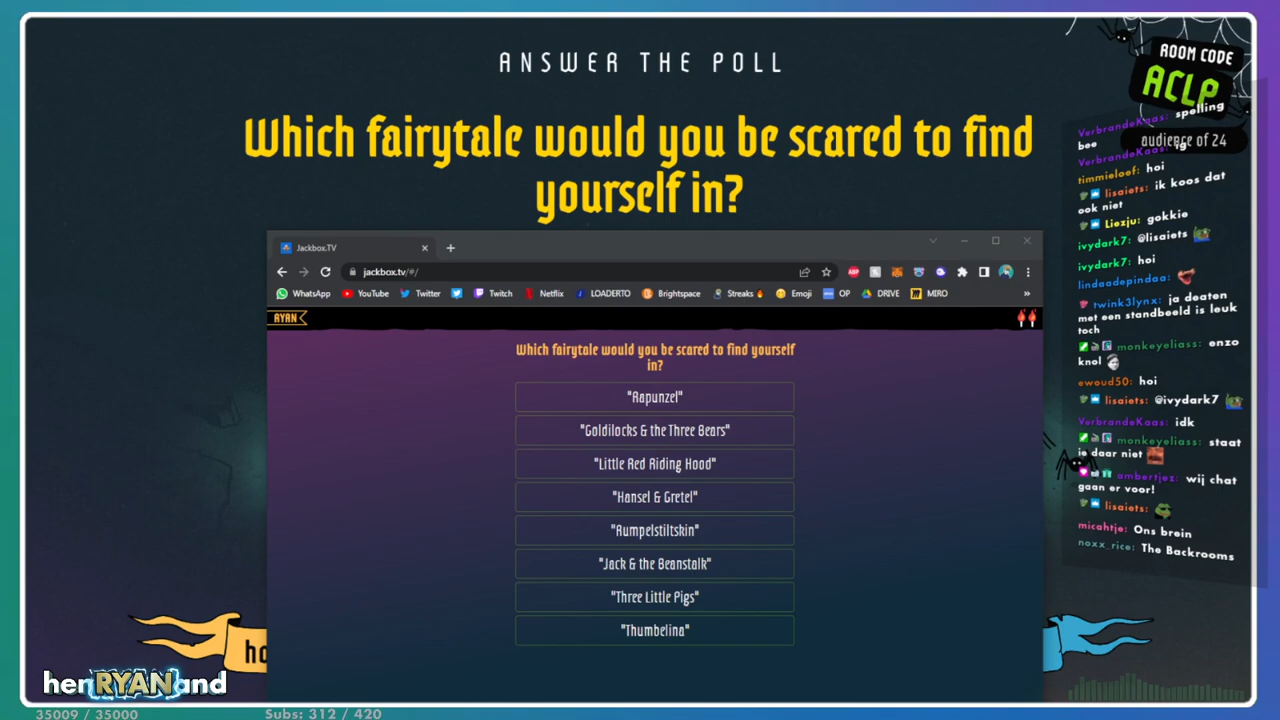 ANSWER THE POLL
Which fairytale would you be scared to find
yourself in?
ROOM CODE
ACLP
audience of 24
Jackbox.TV
jackbox.tv/#/
WhatsApp
YouTube
Twitter
Twitch
Netflix
LOADERTO
Brightspace
Streaks
Emoji
OP
DRIVE
MIRO
»
RYAN
Which fairytale would you be scared to find yourself
in?
"Rapunzel"
"Goldilocks & the Three Bears"
"Little Red Riding Hood"
"Hansel & Gretel"
"Rumpelstiltskin"
"Jack & the Beanstalk"
"Three Little Pigs"
"Thumbelina"
VerbrandeKaas: spelling
bee
VerbrandeKaas:
timmieloef: hoi
lisaiets: ik koos dat
ook niet
Liezju: gokkie
ivydark7: @lisaiets
ivydark7: hoi
lindaadepindaa:
twink3lynx: ja deaten
met een standbeeld is leuk
toch
monkeyeliass: enzo
knol
ewoud50: hoi
lisaiets: @ivydark7
VerbrandeKaas: idk
monkeyeliass: staat
je daar niet
ambertjez: wij chat
gaan er voor!
lisaiets:
micahtje: Ons brein
noxx_rice: The Backrooms
ho
henRYANand
35009 / 35000
Subs: 312 / 420